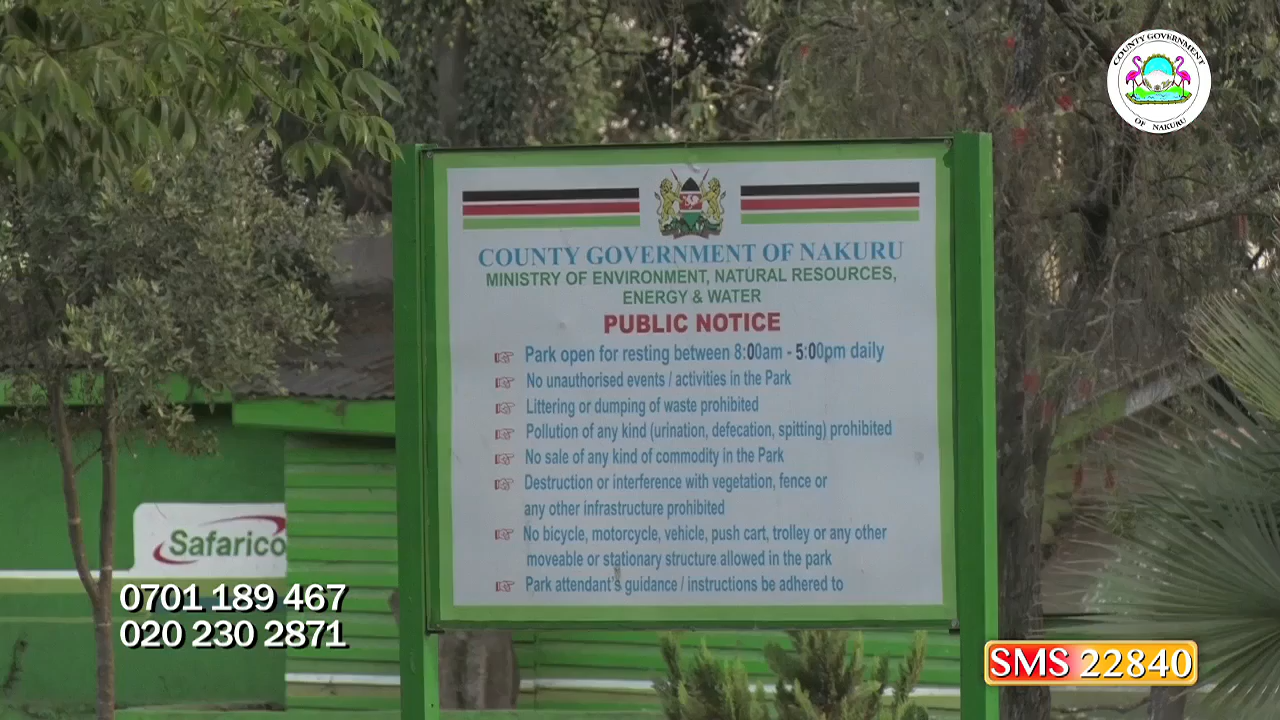 COUNTY GOVERNMENT
OF NAKURU
COUNTY GOVERNMENT OF NAKURU
MINISTRY OF ENVIRONMENT, NATURAL RESOURCES,
ENERGY & WATER
PUBLIC NOTICE
Park open for resting between 8:00am - 5:00pm daily
No unauthorised events / activities in the Park
Littering or dumping of waste prohibited
Pollution of any kind (urination, defecation, spitting) prohibited
No sale of any kind of commodity in the Park
Destruction or interference with vegetation, fence or
any other infrastructure prohibited
No bicycle, motorcycle, vehicle, push cart, trolley or any other
moveable or stationary structure allowed in the park
Park attendant's guidance / instructions be adhered to
Safarico
0701 189 467
020 230 2871
SMS 22840